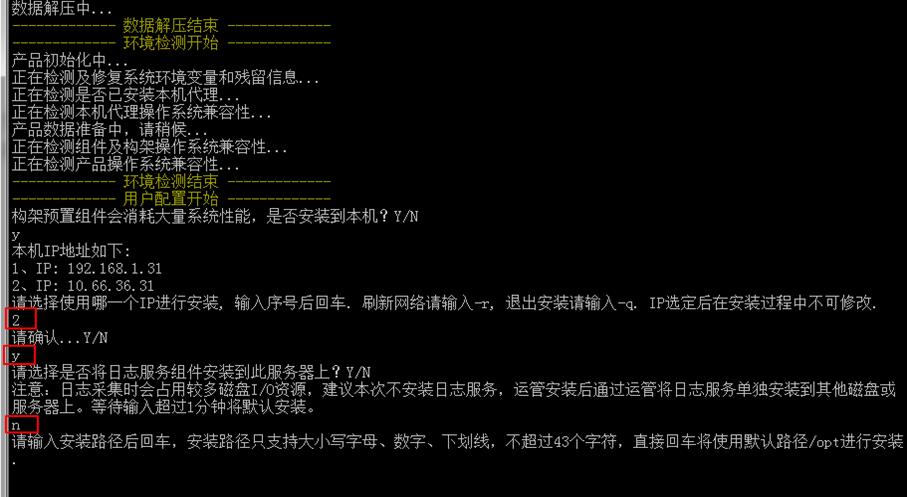 数据解压中...
------------- 数据解压结束 -------------
------------- 环境检测开始 -------------
产品初始化中...
正在检测及修复系统环境变量和残留信息...
正在检测是否已安装本机代理...
正在检测本机代理操作系统兼容性...
产品数据准备中，请稍候...
正在检测组件及构架操作系统兼容性...
正在检测产品操作系统兼容性...
------------- 环境检测结束 -------------
------------- 用户配置开始 -------------
构架预置组件会消耗大量系统性能，是否安装到本机？Y/N
y
本机IP地址如下:
1、IP: 192.168.1.31
2、IP: 10.66.36.31
请选择使用哪一个IP进行安装, 输入序号后回车. 刷新网络请输入-r, 退出安装请输入-q. IP选定后在安装过程中不可修改.
2
请确认...Y/N
y
请选择是否将日志服务组件安装到此服务器上？Y/N
注意：日志采集时会占用较多磁盘I/O资源，建议本次不安装日志服务，运管安装后通过运管将日志服务单独安装到其他磁盘或
服务器上。等待输入超过1分钟将默认安装。
n
请输入安装路径后回车，安装路径只支持大小写字母、数字、下划线，不超过43个字符，直接回车将使用默认路径/opt进行安装
.